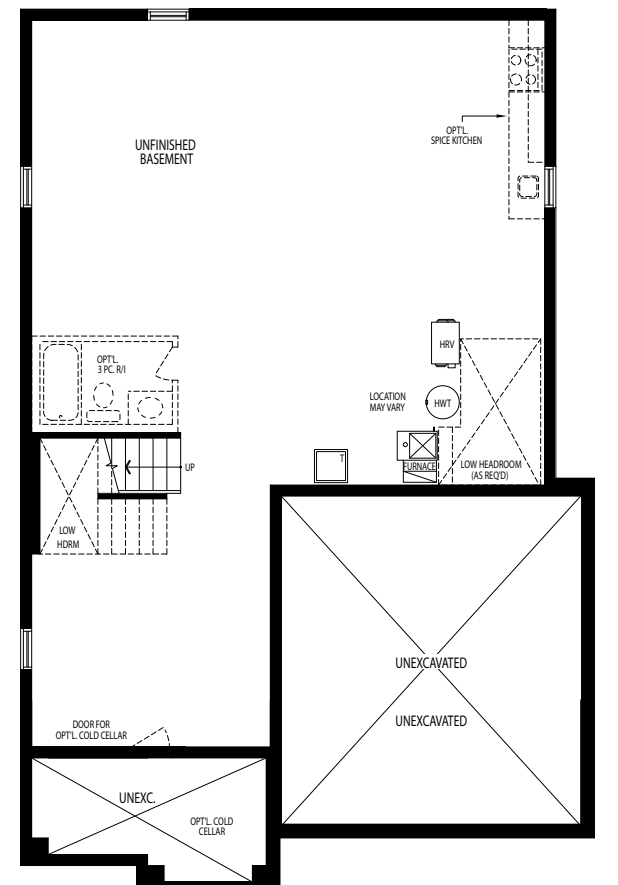 UNFINISHED
BASEMENT
OPT'L.
SPICE KITCHEN
OPT'L.
3 PC. R/I
HRV
LOCATION
MAY VARY
HWT
UP
T
FURNACE
LOW HEADROOM
(AS REQ'D)
LOW
HDRM
UNEXCAVATED
UNEXCAVATED
DOOR FOR
OPT'L. COLD CELLAR
UNEXC.
OPT'L. COLD
CELLAR